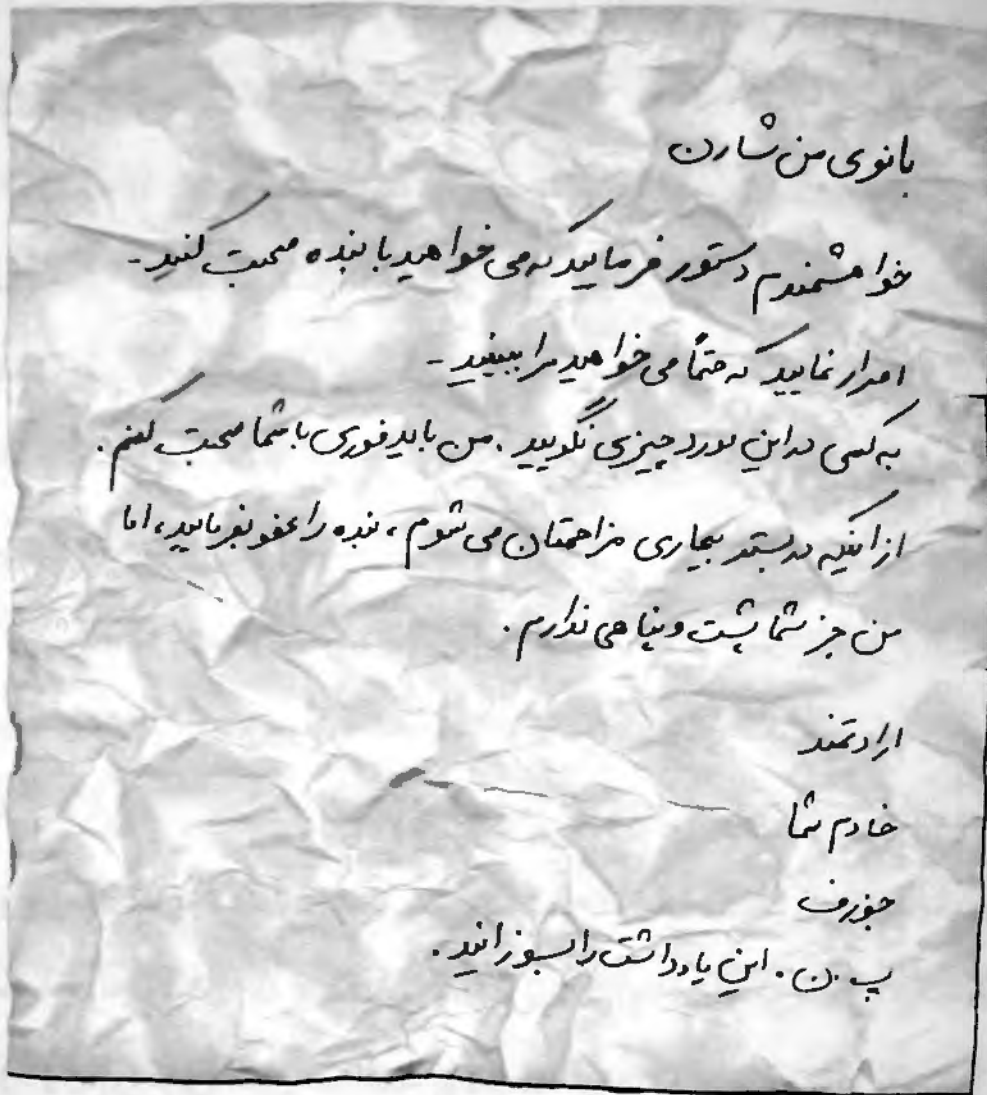 بانوی من شارن
خواهشمندم دستور فرمایید که می خواهید با بنده صحبت کنید -
اصرار نمایید که حتماً می خواهید مرا ببینید -
به کسی در این مورد چیزی نگویید . من باید فوری با شما صحبت کنم .
از اینکه در بستر بیماری مزاحمتان می شوم ، بنده را عفو بفرمایید ، اما
من جز شما پشت و پناهی ندارم .
ارادتمند
خادم شما
جوزف
پ . ن . این یادداشت را بسوزانید .